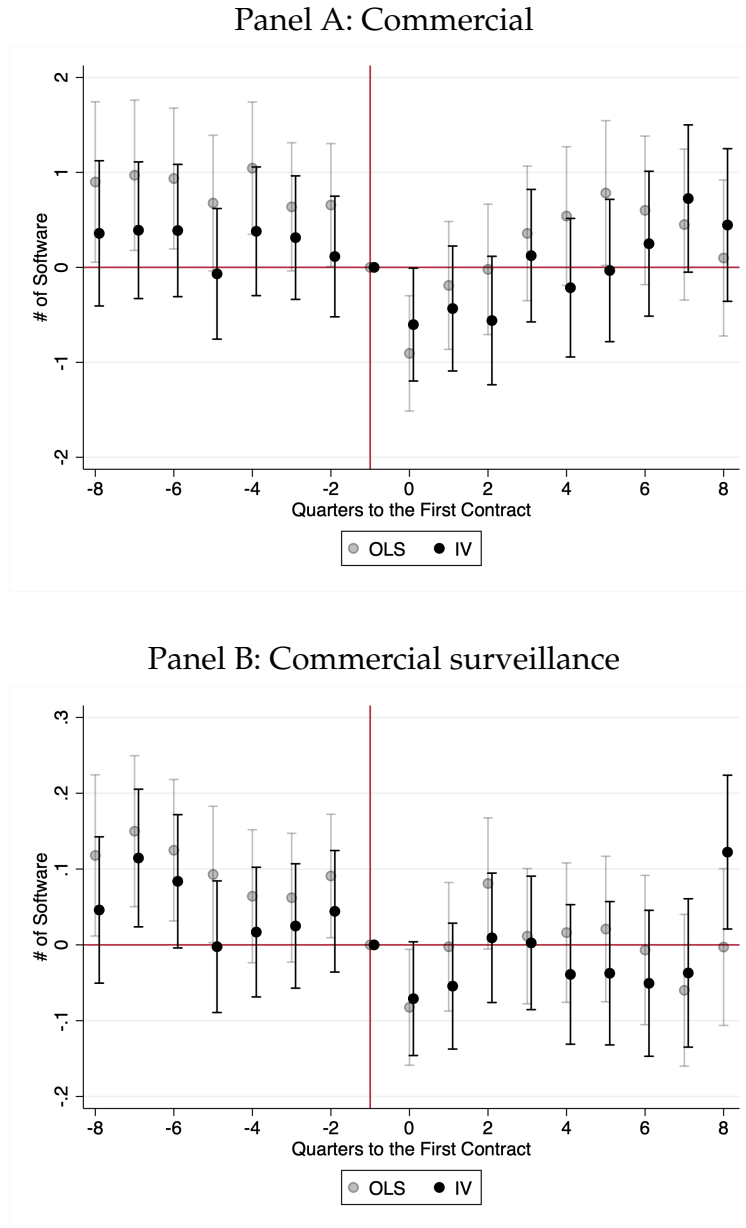 Panel A: Commercial
2
1
0
-1
-2
# of Software
-8 -6 -4 -2 0 2 4 6 8
Quarters to the First Contract
OLS IV
Panel B: Commercial surveillance
.3
.2
.1
0
-.1
-.2
# of Software
-8 -6 -4 -2 0 2 4 6 8
Quarters to the First Contract
OLS IV